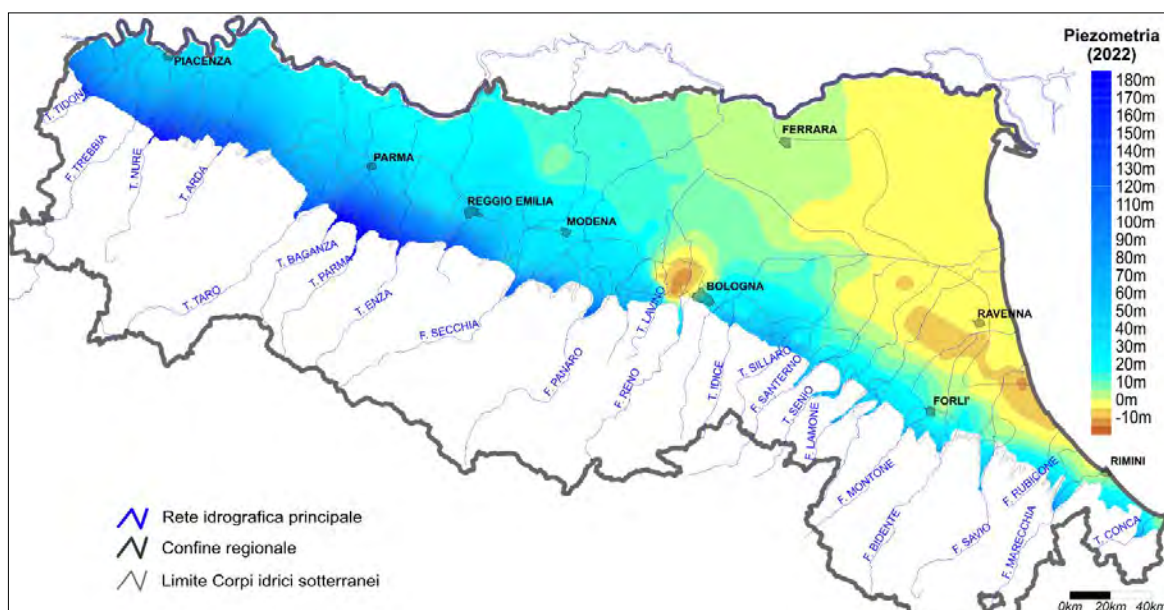 Piezometria
(2022)
180m
170m
160m
150m
140m
130m
120m
110m
100m
90m
80m
70m
60m
50m
40m
30m
20m
10m
0m
-10m
PIACENZA
PARMA
REGGIO EMILIA
MODENA
BOLOGNA
FERRARA
RAVENNA
FORLI'
RIMINI
T. TIDONE
F. TREBBIA
T. NURE
T. ARDA
T. TARO
T. BAGANZA
T. PARMA
T. ENZA
F. SECCHIA
F. PANARO
F. RENO
T. LAVINO
T. IDICE
T. SILLARO
F. SANTERNO
T. SENIO
F. LAMONE
F. MONTONE
F. BIDENTE
F. SAVIO
F. RUBICONE
F. MARECCHIA
T. CONCA
Rete idrografica principale
Confine regionale
Limite Corpi idrici sotterranei
0km 20km 40km